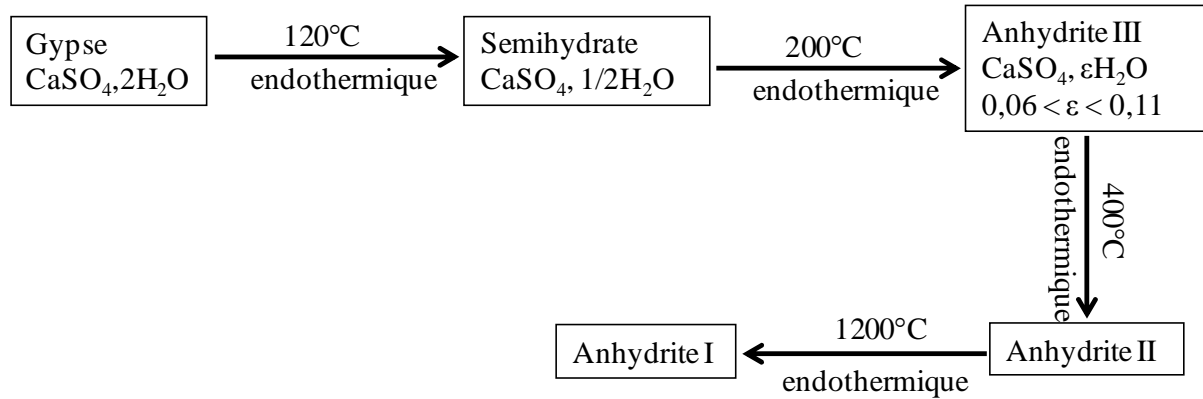 Gypse
CaSO₄,2H₂O
120°C
endothermique
Semihydrate
CaSO₄, 1/2H₂O
200°C
endothermique
Anhydrite III
CaSO₄, εH₂O
0,06 < ε < 0,11
400°C
endothermique
Anhydrite II
1200°C
endothermique
Anhydrite I